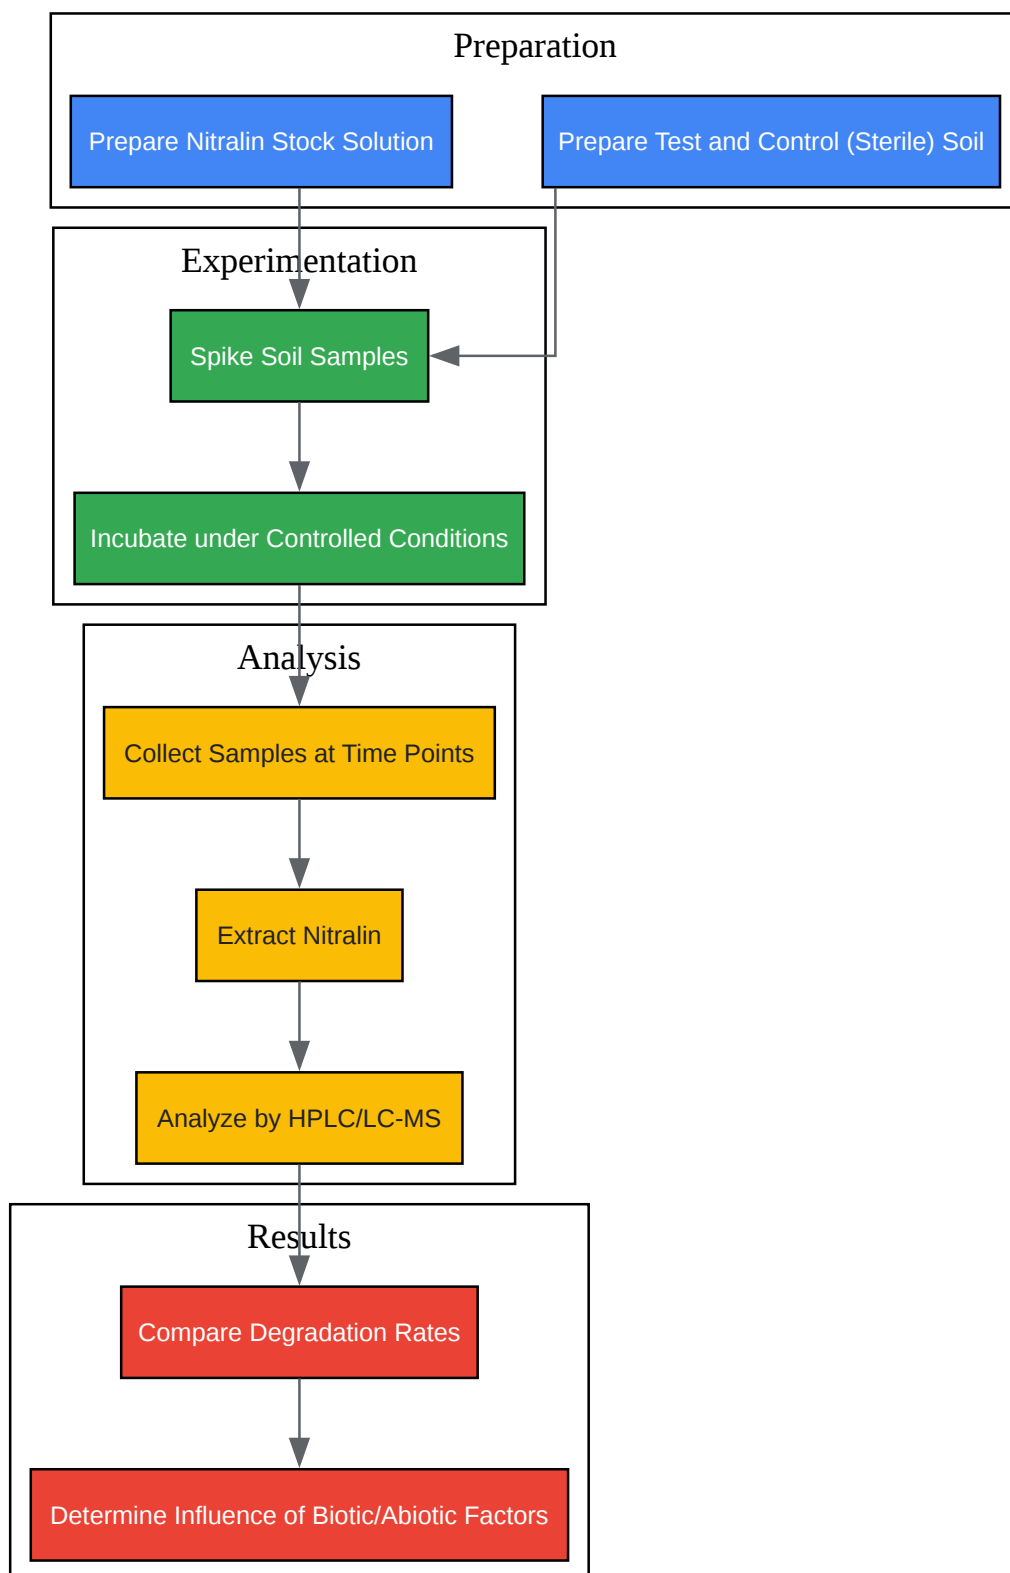 Preparation
Prepare Nitralin Stock Solution
Prepare Test and Control (Sterile) Soil
Experimentation
Spike Soil Samples
Incubate under Controlled Conditions
Analysis
Collect Samples at Time Points
Extract Nitralin
Analyze by HPLC/LC-MS
Results
Compare Degradation Rates
Determine Influence of Biotic/Abiotic Factors